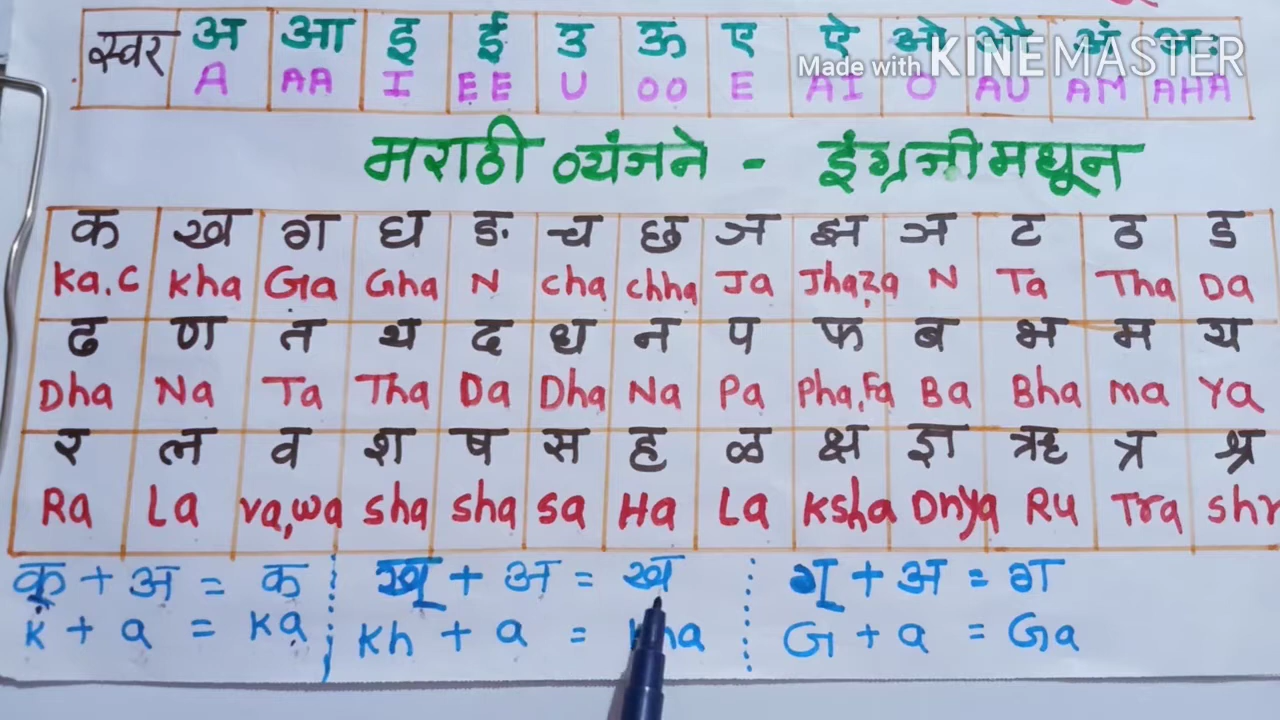 स्वर अ आ इ ई उ ऊ ए ऐ ओ औ अं अः
A AA I EE U OO E AI O AU AM AHA
Made with KINEMASTER
मराठी व्यंजने - इंग्रजीमधून
क ख ग घ ङ च छ ज झ ञ ट ठ ड
Ka.C Kha Ga Gha N cha chha Ja Jhaza N Ta Tha Da
ढ ण त थ द ध न प फ ब भ म य
Dha Na Ta Tha Da Dha Na Pa Pha,Fa Ba Bha ma Ya
र ल व श ष स ह ळ क्ष ज्ञ ऋ त्र श्र
Ra La va,wa sha sha sa Ha La Ksha Dnya Ru Tra shr
क् + अ = क ख् + अ = ख ग् + अ = ग
K + a = Ka Kh + a = Kha G + a = Ga